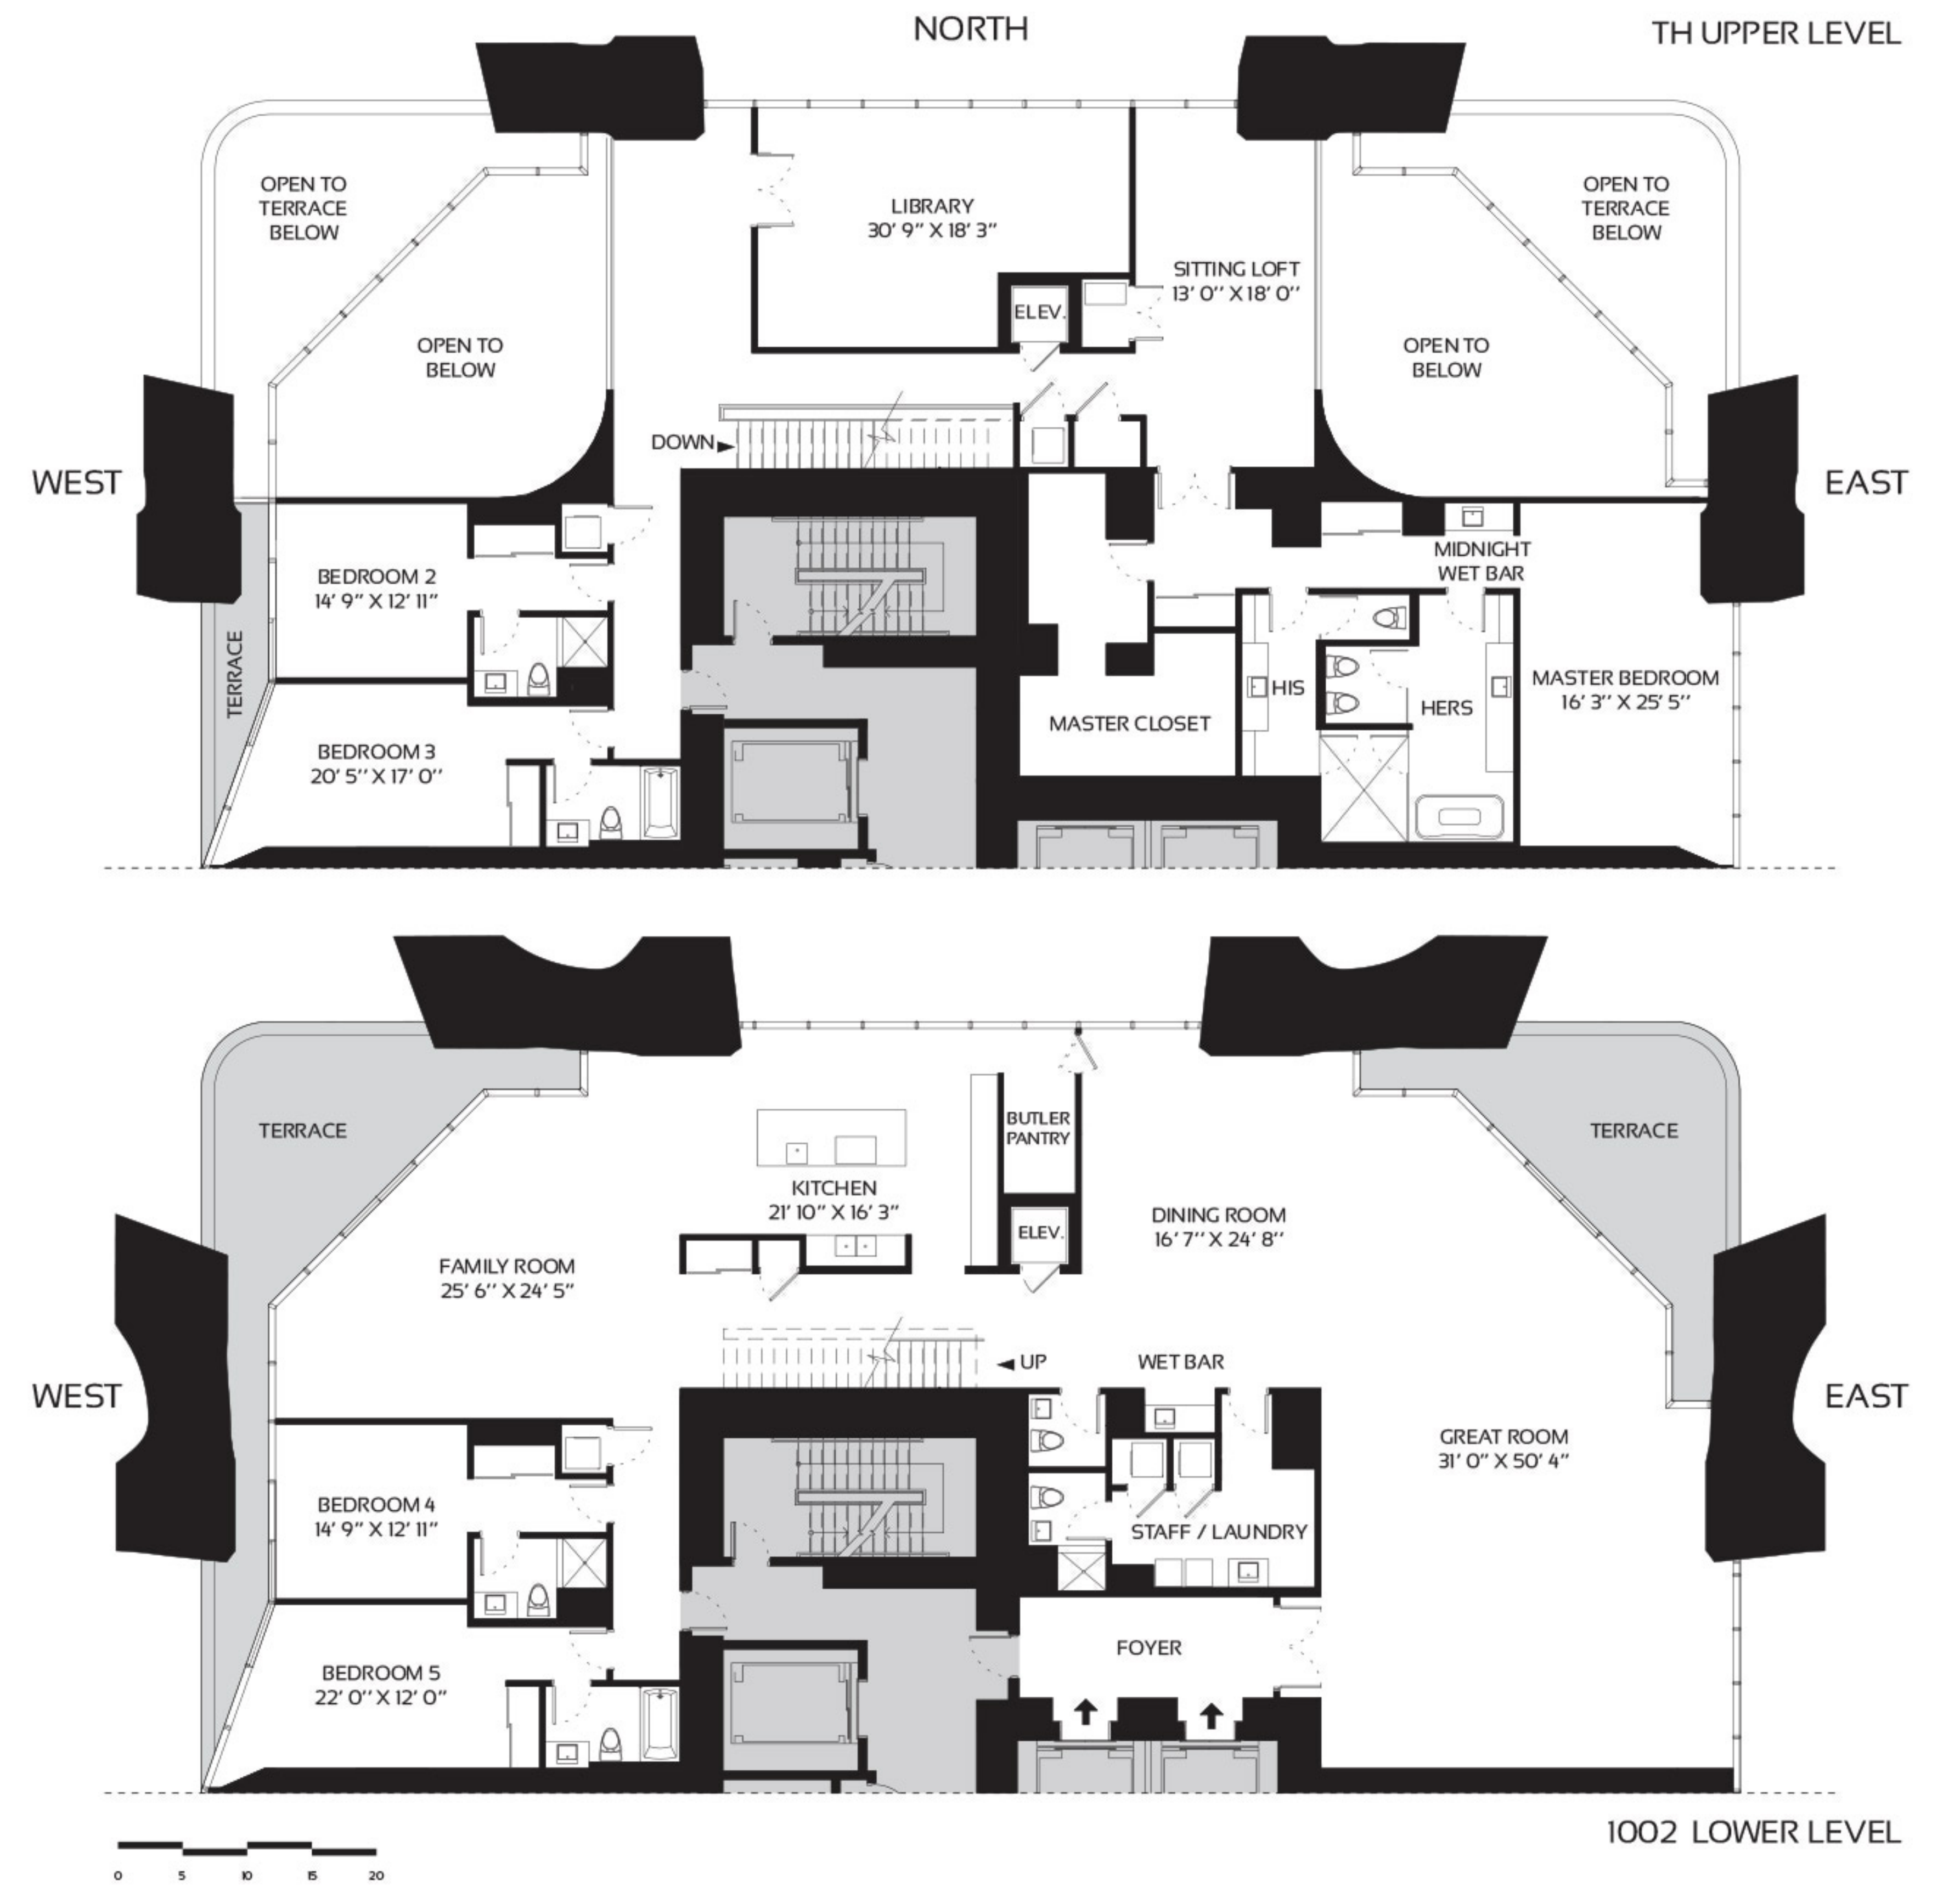 NORTH
TH UPPER LEVEL
OPEN TO
TERRACE
BELOW
LIBRARY
30' 9" X 18' 3"
OPEN TO
TERRACE
BELOW
SITTING LOFT
13' 0" X 18' 0"
ELEV.
OPEN TO
BELOW
OPEN TO
BELOW
DOWN
WEST
EAST
MIDNIGHT
WET BAR
BEDROOM 2
14' 9" X 12' 11"
TERRACE
HIS
HERS
MASTER BEDROOM
16' 3" X 25' 5"
MASTER CLOSET
BEDROOM 3
20' 5" X 17' 0"
TERRACE
BUTLER
PANTRY
TERRACE
KITCHEN
21' 10" X 16' 3"
ELEV.
DINING ROOM
16' 7" X 24' 8"
FAMILY ROOM
25' 6" X 24' 5"
UP
WET BAR
WEST
EAST
GREAT ROOM
31' 0" X 50' 4"
BEDROOM 4
14' 9" X 12' 11"
STAFF / LAUNDRY
FOYER
BEDROOM 5
22' 0" X 12' 0"
1002 LOWER LEVEL
0 5 10 15 20